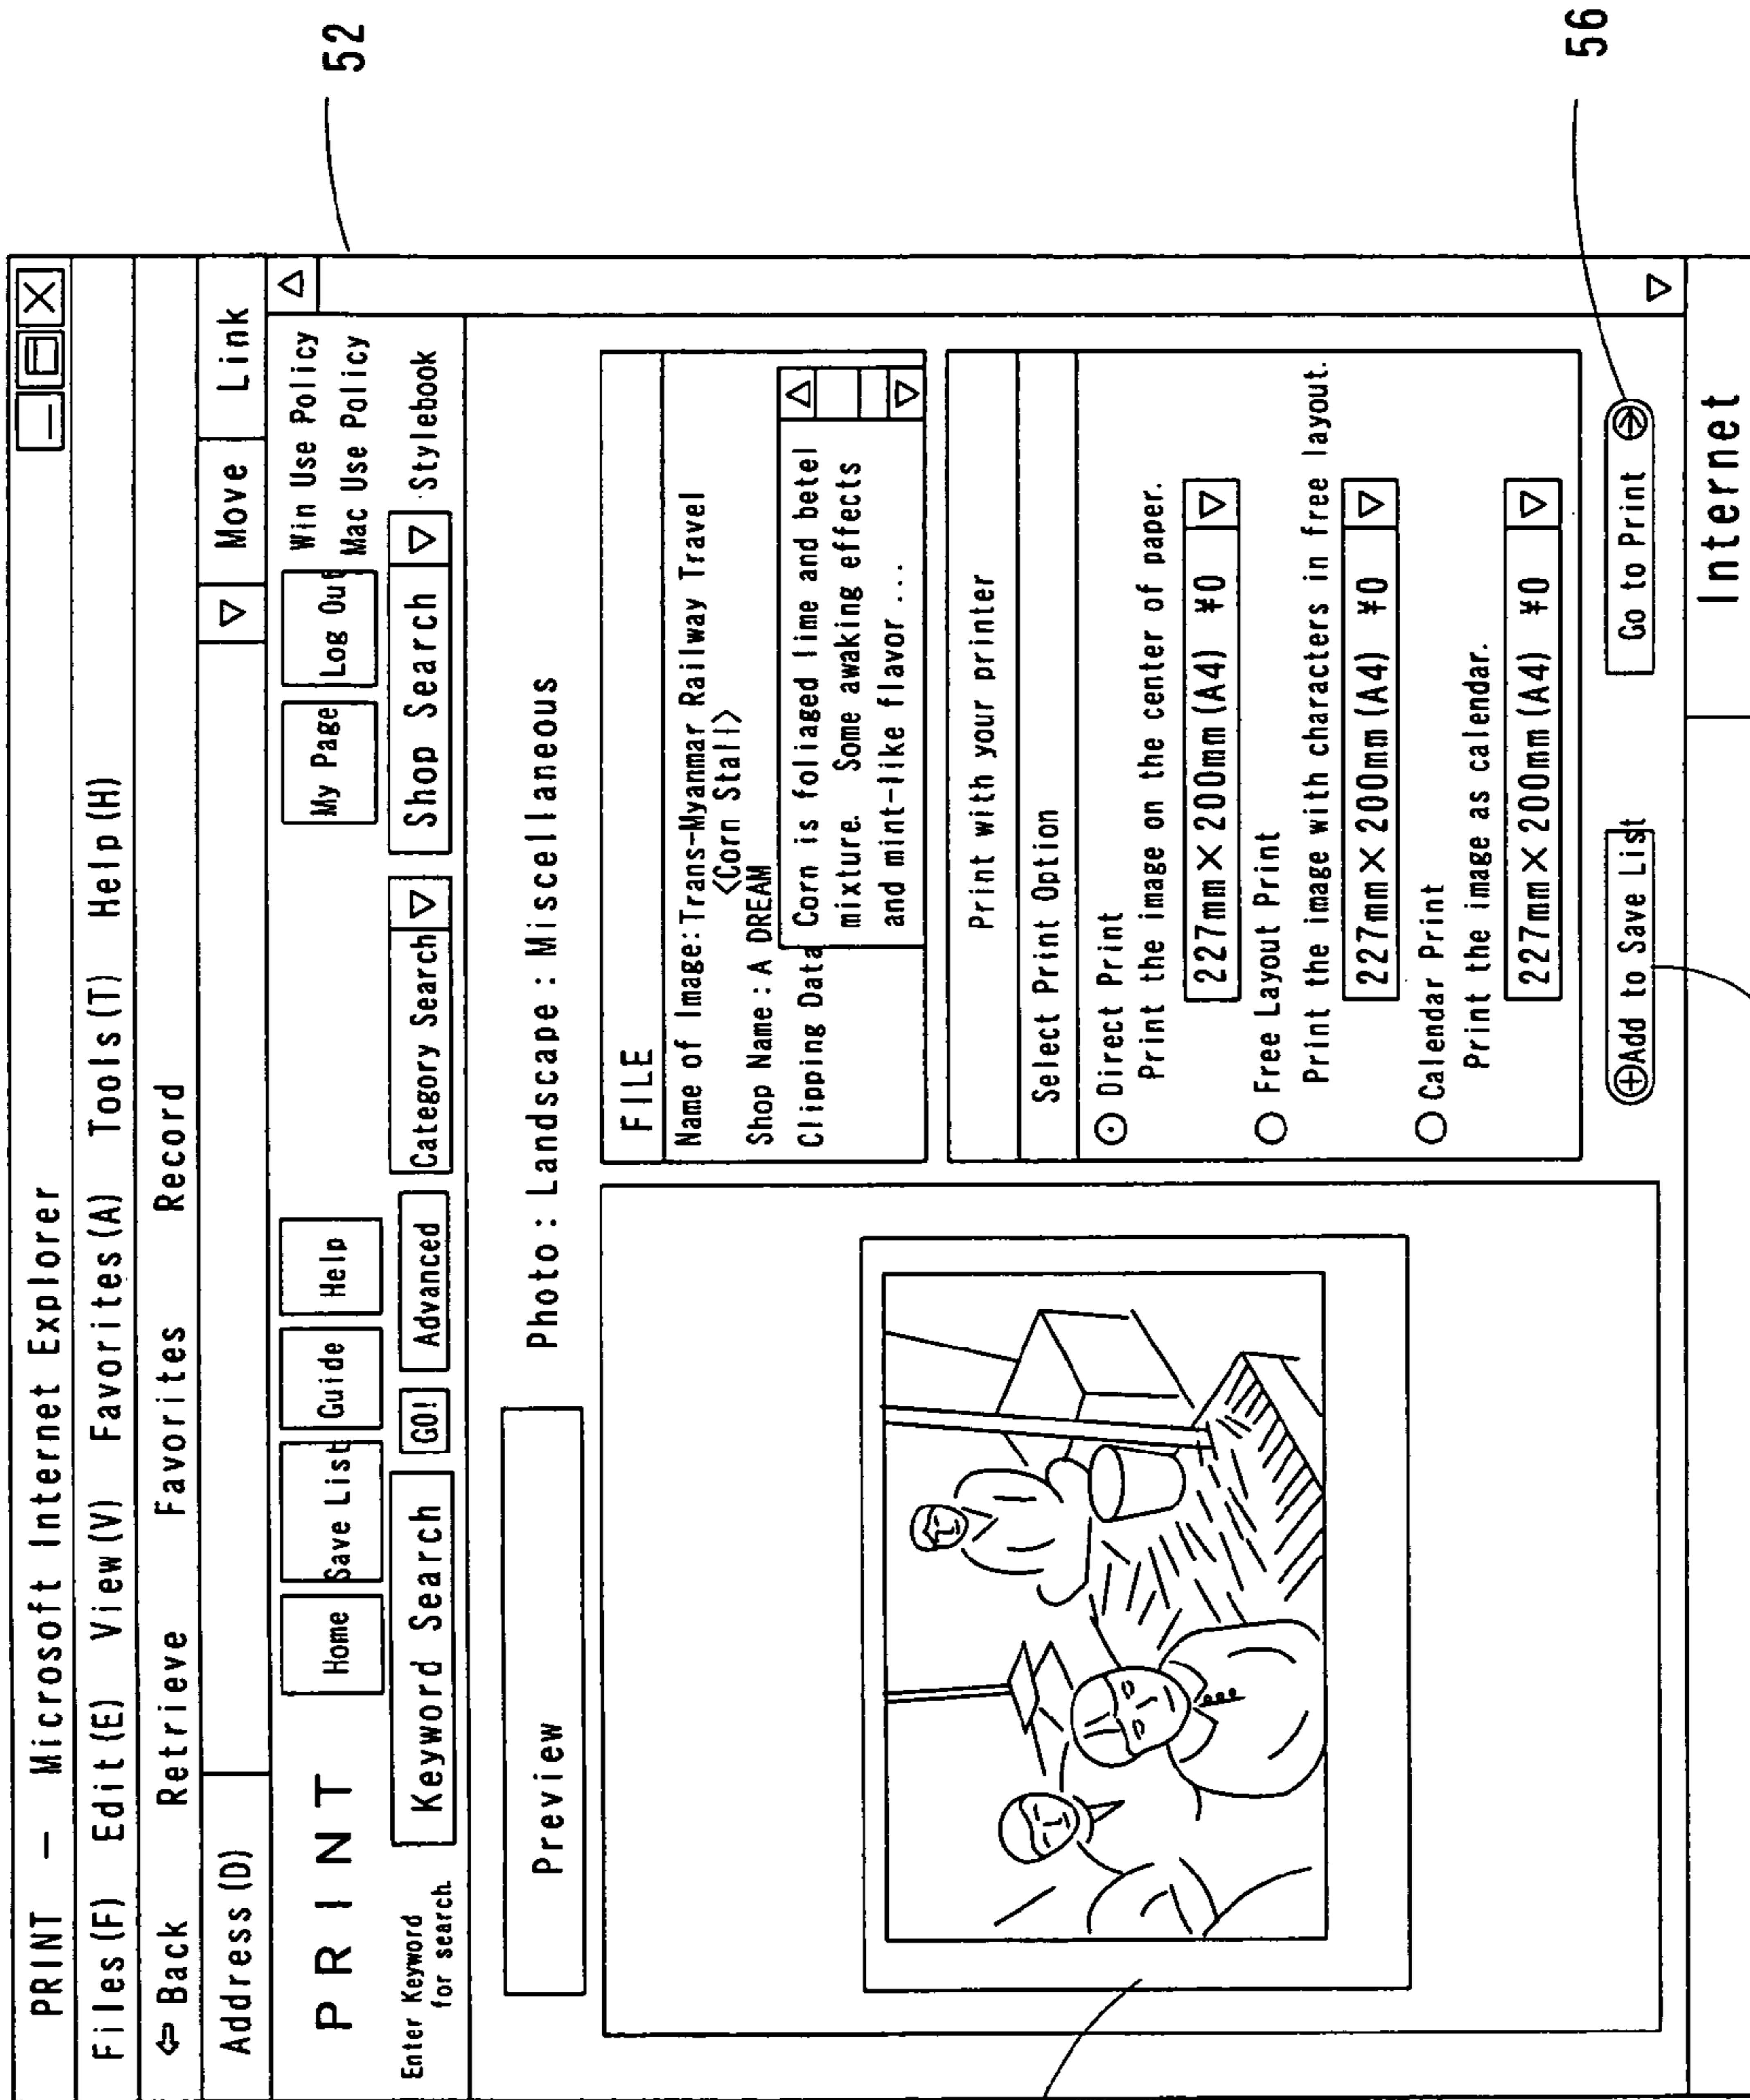 PRINT — Microsoft Internet Explorer
Files(F) Edit(E) View(V) Favorites(A) Tools(T) Help(H)
⇦ Back Retrieve Favorites Record
Address(D) ▽ Move Link
PRINT Home Save List Guide Help My Page Log Out Win Use Policy
Mac Use Policy
Enter Keyword
for search.
Keyword Search GO! Advanced Category Search ▽ Shop Search ▽ Stylebook
52
Preview Photo : Landscape : Miscellaneous
FILE
Name of Image:Trans-Myanmar Railway Travel
<Corn Stall>
Shop Name : A DREAM
Clipping Data Corn is foliaged lime and betel
mixture. Some awaking effects
and mint-like flavor ...
Print with your printer
Select Print Option
⊙ Direct Print
Print the image on the center of paper.
227mm×200mm(A4) ¥0 ▽
○ Free Layout Print
Print the image with characters in free layout.
227mm×200mm(A4) ¥0 ▽
○ Calendar Print
Print the image as calendar.
227mm×200mm(A4) ¥0 ▽
⊕Add to Save List Go to Print
56
Internet